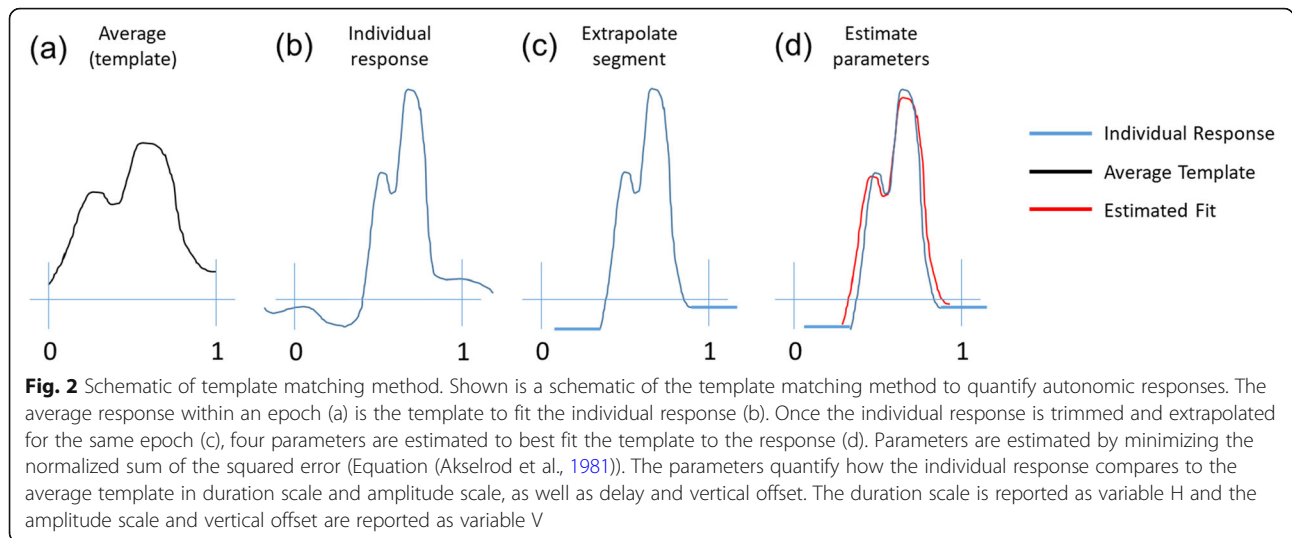 (a) Average
(template)
(b) Individual
response
(c) Extrapolate
segment
(d) Estimate
parameters
Individual Response
Average Template
Estimated Fit
0 1 0 1 0 1 0 1
Fig. 2 Schematic of template matching method. Shown is a schematic of the template matching method to quantify autonomic responses. The
average response within an epoch (a) is the template to fit the individual response (b). Once the individual response is trimmed and extrapolated
for the same epoch (c), four parameters are estimated to best fit the template to the response (d). Parameters are estimated by minimizing the
normalized sum of the squared error (Equation (Akselrod et al., 1981)). The parameters quantify how the individual response compares to the
average template in duration scale and amplitude scale, as well as delay and vertical offset. The duration scale is reported as variable H and the
amplitude scale and vertical offset are reported as variable V